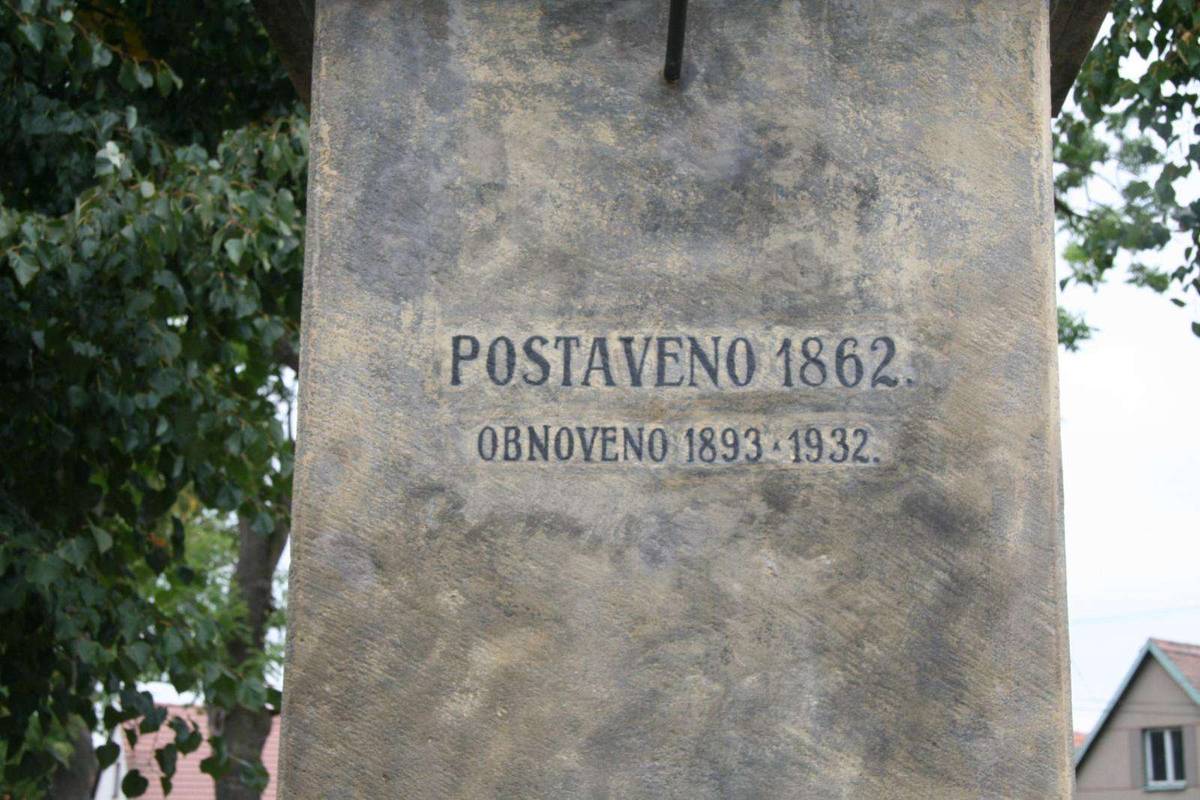 POSTAVENO 1862.
OBNOVENO 1893 · 1932.